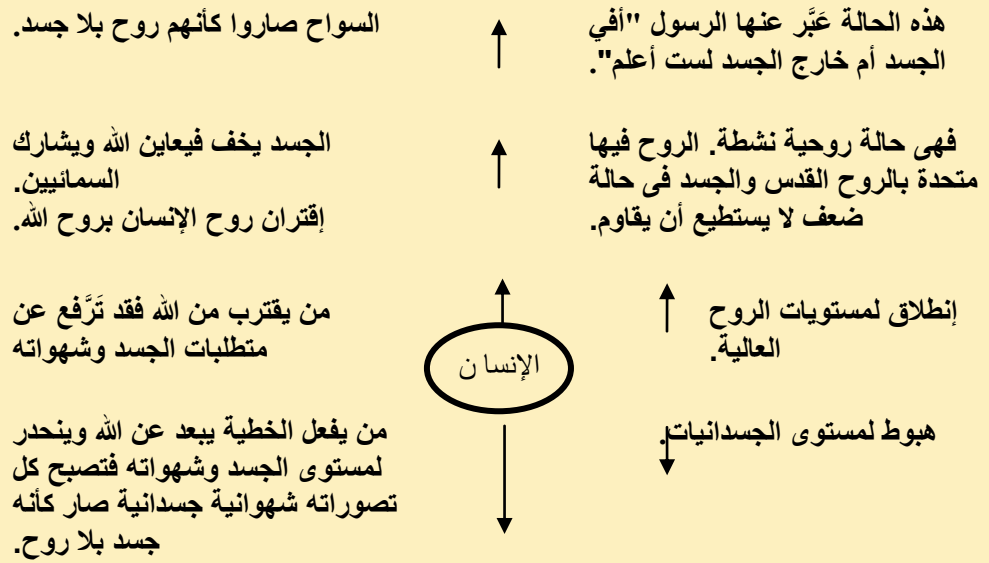 هذه الحالة عَبَّر عنها الرسول "أفي
الجسد أم خارج الجسد لست أعلم".
السواح صاروا كأنهم روح بلا جسد.
فهى حالة روحية نشطة. الروح فيها
متحدة بالروح القدس والجسد فى حالة
ضعف لا يستطيع أن يقاوم.
الجسد يخف فيعاين الله ويشارك
السمائيين.
إقتران روح الإنسان بروح الله.
إنطلاق لمستويات الروح
العالية.
من يقترب من الله فقد تَرَّفع عن
متطلبات الجسد وشهواته
الإنسان
هبوط لمستوى الجسدانيات.
من يفعل الخطية يبعد عن الله وينحدر
لمستوى الجسد وشهواته فتصبح كل
تصوراته شهوانية جسدانية صار كأنه
جسد بلا روح.